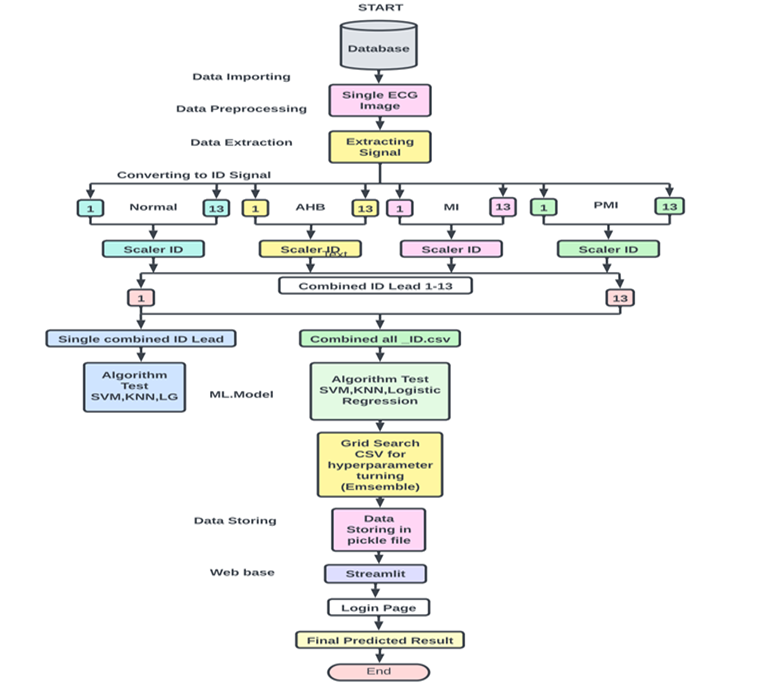 START
Database
Data Importing
Single ECG
Image
Data Preprocessing
Data Extraction
Extracting
Signal
Converting to ID Signal
1
Normal
13
1
AHB
13
1
MI
13
1
PMI
13
Scaler ID
Scaler ID
Text
Scaler ID
Scaler ID
Combined ID Lead 1-13
1
13
Single combined ID Lead
Combined all _ID.csv
Algorithm
Test
SVM,KNN,LG
ML.Model
Algorithm Test
SVM,KNN,Logistic
Regression
Grid Search
CSV for
hyperparameter
turning
(Emsemble)
Data Storing
Data
Storing in
pickle file
Web base
Streamlit
Login Page
Final Predicted Result
End